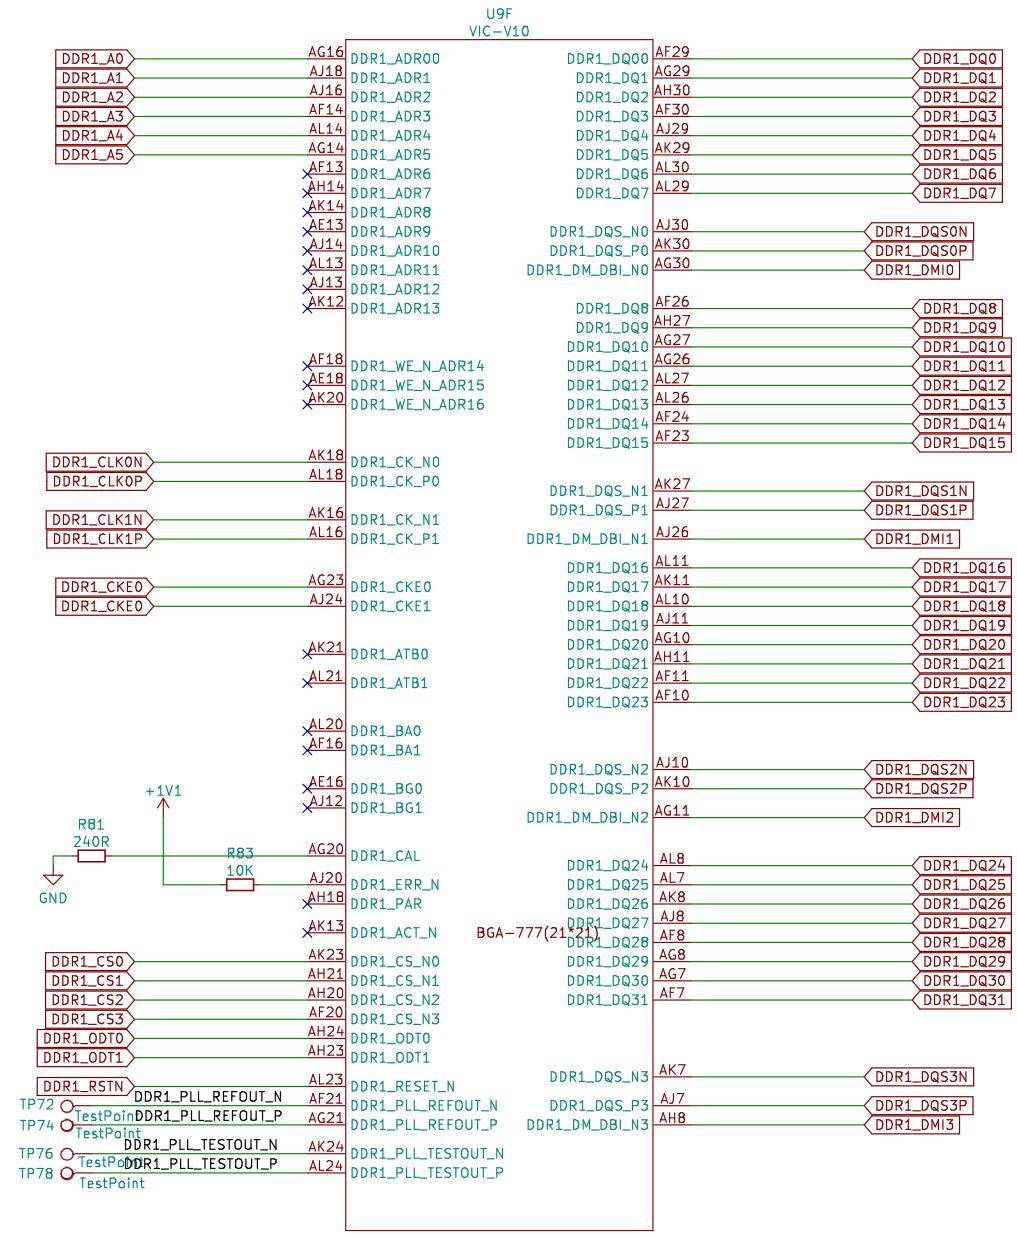 U9F
VIC-V10
DDR1_A0 AG16 DDR1_ADR00 DDR1_DQ00 AF29 DDR1_DQ0
DDR1_A1 AJ18 DDR1_ADR1 DDR1_DQ1 AG29 DDR1_DQ1
DDR1_A2 AJ16 DDR1_ADR2 DDR1_DQ2 AH30 DDR1_DQ2
DDR1_A3 AF14 DDR1_ADR3 DDR1_DQ3 AF30 DDR1_DQ3
DDR1_A4 AL14 DDR1_ADR4 DDR1_DQ4 AJ29 DDR1_DQ4
DDR1_A5 AG14 DDR1_ADR5 DDR1_DQ5 AK29 DDR1_DQ5
AF13 DDR1_ADR6 DDR1_DQ6 AL30 DDR1_DQ6
AH14 DDR1_ADR7 DDR1_DQ7 AL29 DDR1_DQ7
AK14 DDR1_ADR8
AE13 DDR1_ADR9 DDR1_DQS_N0 AJ30 DDR1_DQS0N
AJ14 DDR1_ADR10 DDR1_DQS_P0 AK30 DDR1_DQS0P
AL13 DDR1_ADR11 DDR1_DM_DBI_N0 AG30 DDR1_DMI0
AJ13 DDR1_ADR12
AK12 DDR1_ADR13 DDR1_DQ8 AF26 DDR1_DQ8
DDR1_DQ9 AH27 DDR1_DQ9
DDR1_DQ10 AG27 DDR1_DQ10
AF18 DDR1_WE_N_ADR14 DDR1_DQ11 AG26 DDR1_DQ11
AE18 DDR1_WE_N_ADR15 DDR1_DQ12 AL27 DDR1_DQ12
AK20 DDR1_WE_N_ADR16 DDR1_DQ13 AL26 DDR1_DQ13
DDR1_DQ14 AF24 DDR1_DQ14
DDR1_DQ15 AF23 DDR1_DQ15
DDR1_CLK0N AK18 DDR1_CK_N0
DDR1_CLK0P AL18 DDR1_CK_P0
DDR1_DQS_N1 AK27 DDR1_DQS1N
DDR1_DQS_P1 AJ27 DDR1_DQS1P
DDR1_CLK1N AK16 DDR1_CK_N1
DDR1_CLK1P AL16 DDR1_CK_P1 DDR1_DM_DBI_N1 AJ26 DDR1_DMI1
DDR1_DQ16 AL11 DDR1_DQ16
DDR1_CKE0 AG23 DDR1_CKE0 DDR1_DQ17 AK11 DDR1_DQ17
DDR1_CKE0 AJ24 DDR1_CKE1 DDR1_DQ18 AL10 DDR1_DQ18
DDR1_DQ19 AJ11 DDR1_DQ19
DDR1_DQ20 AG10 DDR1_DQ20
AK21 DDR1_ATB0 DDR1_DQ21 AH11 DDR1_DQ21
AL21 DDR1_ATB1 DDR1_DQ22 AF11 DDR1_DQ22
DDR1_DQ23 AF10 DDR1_DQ23
AL20 DDR1_BA0
AF16 DDR1_BA1
DDR1_DQS_N2 AJ10 DDR1_DQS2N
+1V1 AE16 DDR1_BG0 DDR1_DQS_P2 AK10 DDR1_DQS2P
AJ12 DDR1_BG1
DDR1_DM_DBI_N2 AG11 DDR1_DMI2
R81
240R
R83 AG20 DDR1_CAL
DDR1_DQ24 AL8 DDR1_DQ24
10K
AJ20 DDR1_ERR_N DDR1_DQ25 AL7 DDR1_DQ25
GND
AH18 DDR1_PAR DDR1_DQ26 AK8 DDR1_DQ26
DDR1_DQ27 AJ8 DDR1_DQ27
AK13 DDR1_ACT_N BGA-777(21*21)
DDR1_DQ28 AF8 DDR1_DQ28
DDR1_CS0 AK23 DDR1_CS_N0 DDR1_DQ29 AG8 DDR1_DQ29
DDR1_CS1 AH21 DDR1_CS_N1 DDR1_DQ30 AG7 DDR1_DQ30
DDR1_CS2 AH20 DDR1_CS_N2 DDR1_DQ31 AF7 DDR1_DQ31
DDR1_CS3 AF20 DDR1_CS_N3
DDR1_ODT0 AH24 DDR1_ODT0
DDR1_ODT1 AH23 DDR1_ODT1
DDR1_DQS_N3 AK7 DDR1_DQS3N
DDR1_RSTN AL23 DDR1_RESET_N
DDR1_PLL_REFOUT_N
TP72 AF21 DDR1_PLL_REFOUT_N DDR1_DQS_P3 AJ7 DDR1_DQS3P
TestPoint DDR1_PLL_REFOUT_P
TP74 AG21 DDR1_PLL_REFOUT_P DDR1_DM_DBI_N3 AH8 DDR1_DMI3
TestPoint
DDR1_PLL_TESTOUT_N
TP76 AK24 DDR1_PLL_TESTOUT_N
TestPoint DDR1_PLL_TESTOUT_P
TP78 AL24 DDR1_PLL_TESTOUT_P
TestPoint